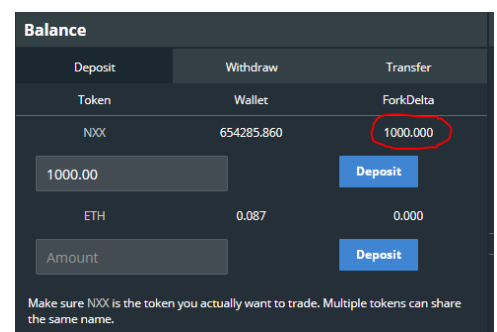 Balance
Deposit Withdraw Transfer
Token Wallet ForkDelta
NXX 654285.860 1000.000
1000.00 Deposit
ETH 0.087 0.000
Amount Deposit
Make sure NXX is the token you actually want to trade. Multiple tokens can share
the same name.